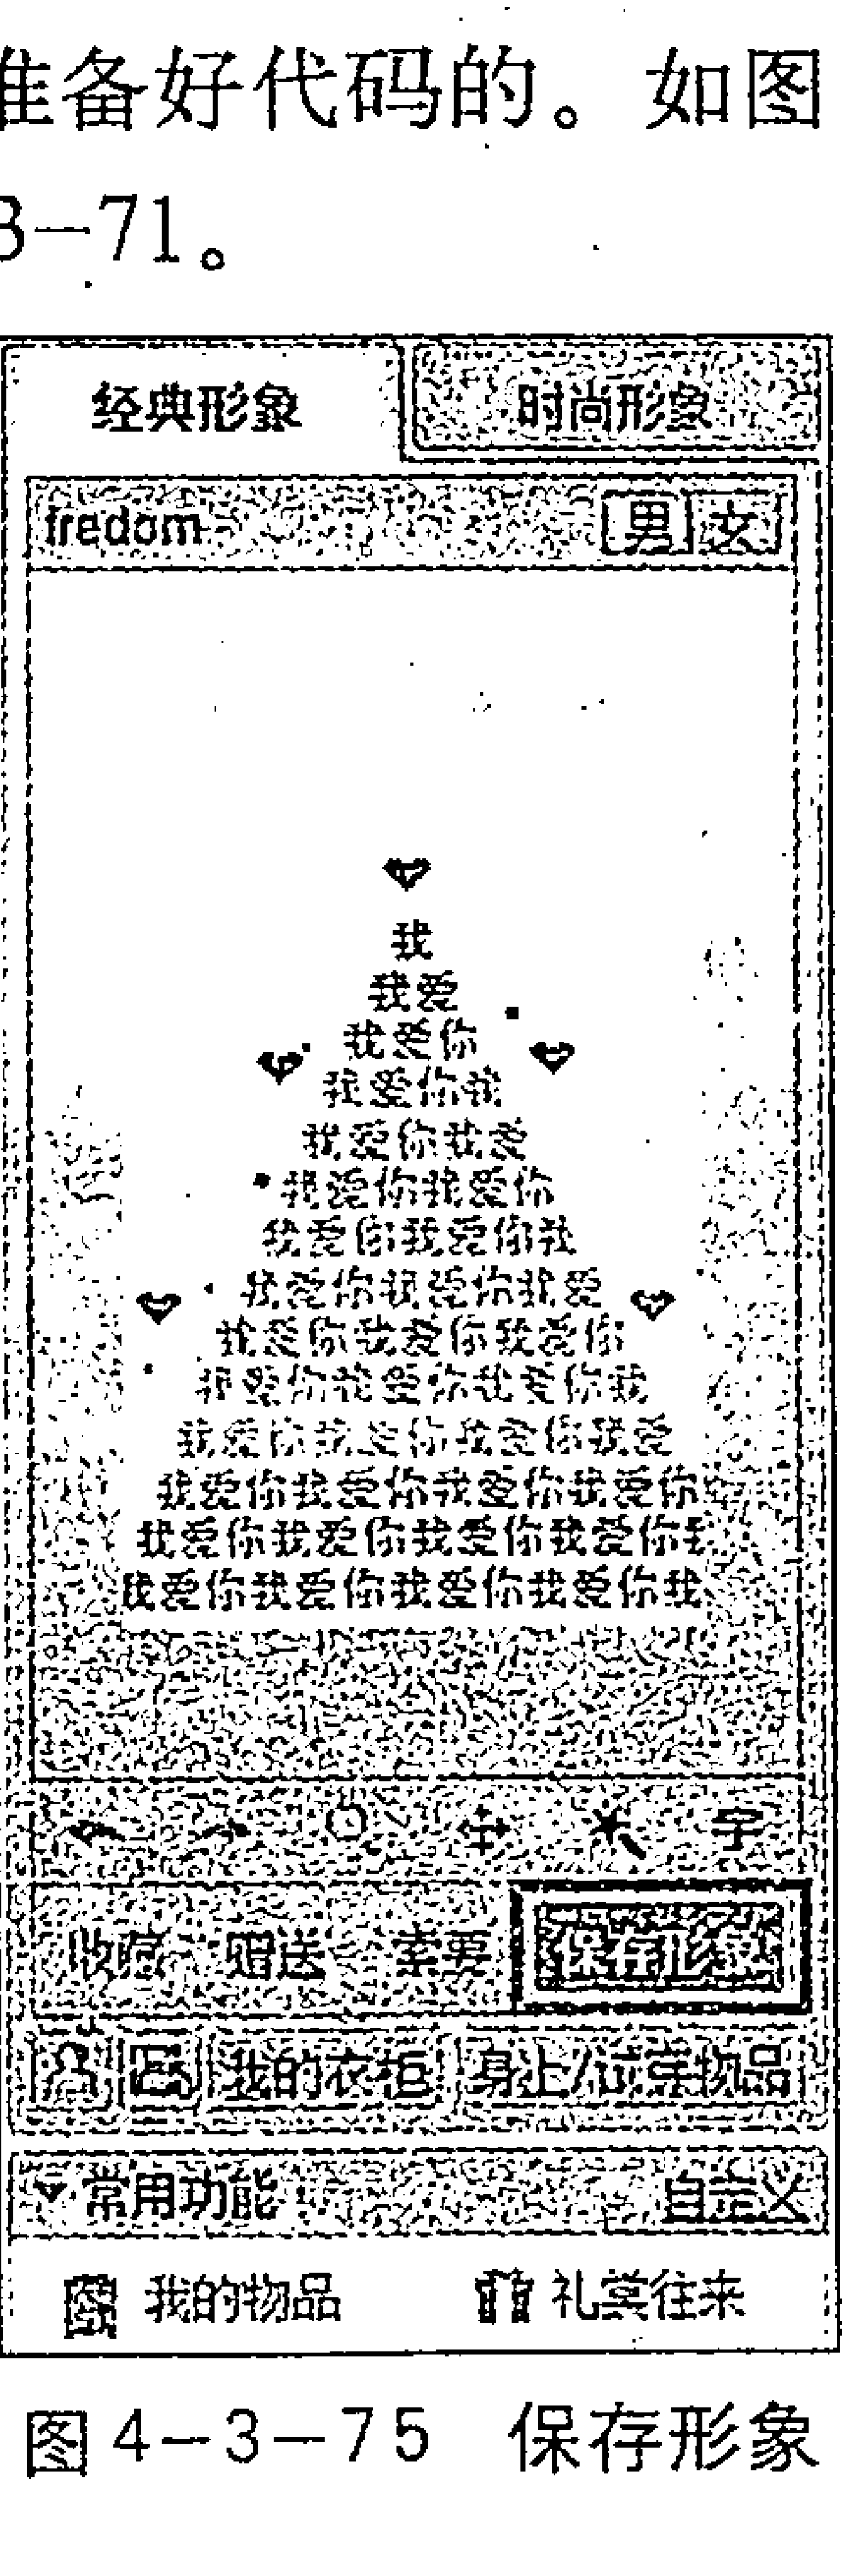 准备好代码的。如图
3-71。
经典形象 时尚形象
fredom 男 女
我
我爱
我爱你
我爱你我
我爱你我爱
我爱你我爱你
我爱你我爱你我
我爱你我爱你我爱
我爱你我爱你我爱你
我爱你我爱你我爱你我
我爱你我爱你我爱你我爱
我爱你我爱你我爱你我爱你
我爱你我爱你我爱你我爱你我
我爱你我爱你我爱你我爱你我
字
收藏 赠送 索要 保存形象
我的衣柜 身上/试穿物品
常用功能 自定义
我的物品 礼赏往来
图4-3-75 保存形象